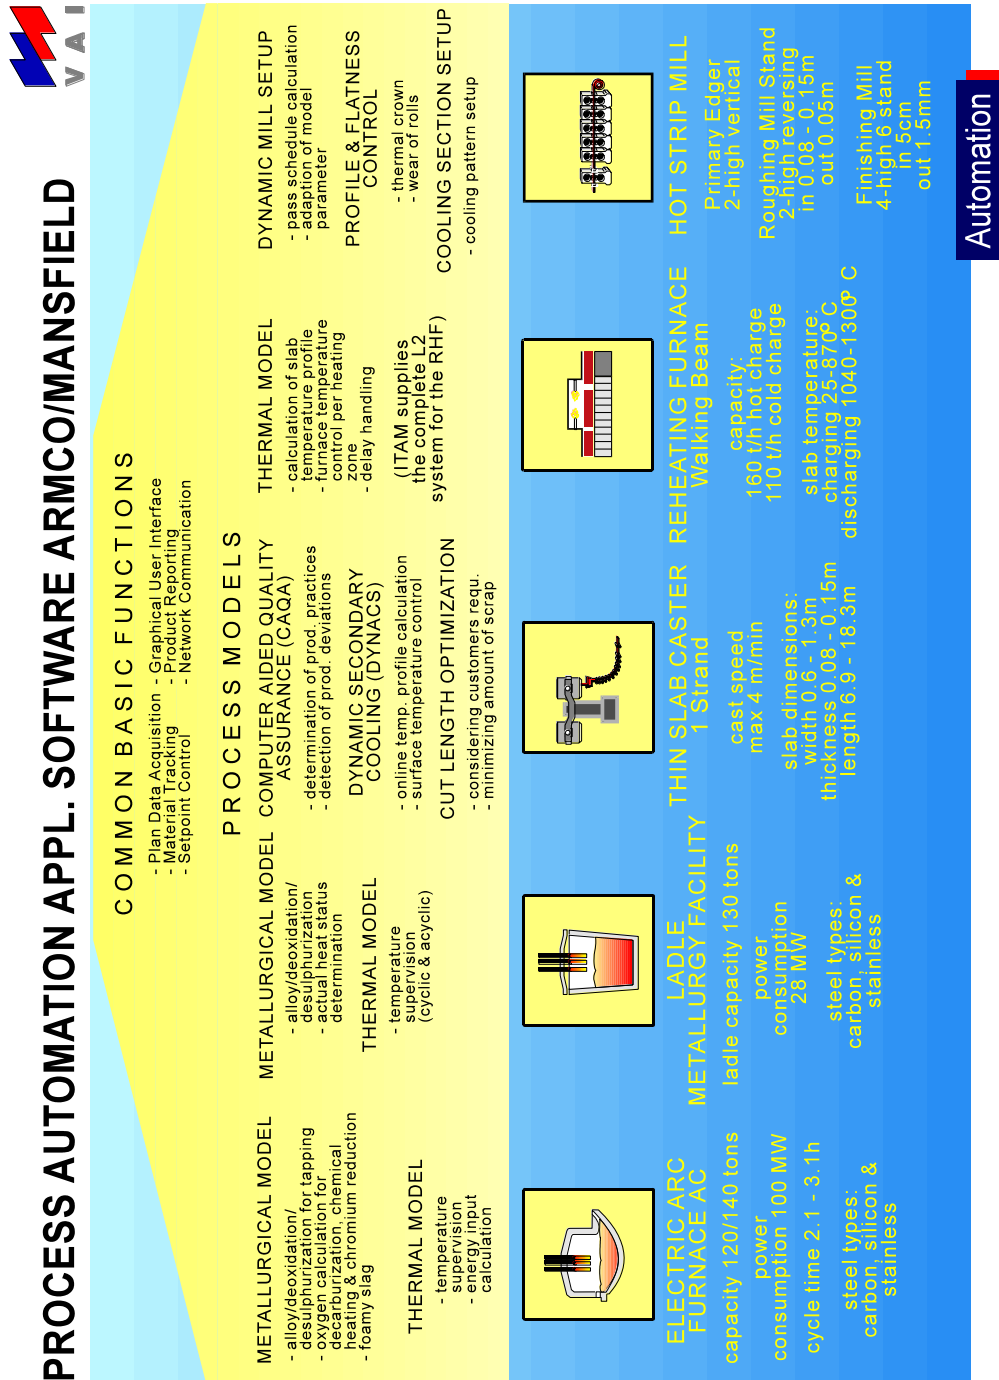 PROCESS AUTOMATION APPL. SOFTWARE ARMCO/MANSFIELD
VAI
COMMON BASIC FUNCTIONS
- Plan Data Acquisition
- Material Tracking
- Setpoint Control
- Graphical User Interface
- Product Reporting
- Network Communication
PROCESS MODELS
METALLURGICAL MODEL
- alloy/deoxidation/
desulphurization for tapping
- oxygen calculation for
decarburization, chemical
heating & chromium reduction
- foamy slag
THERMAL MODEL
- temperature
supervision
- energy input
calculation
METALLURGICAL MODEL
- alloy/deoxidation/
desulphurization
- actual heat status
determination
THERMAL MODEL
- temperature
supervision
(cyclic & acyclic)
COMPUTER AIDED QUALITY
ASSURANCE (CAQA)
- determination of prod. practices
- detection of prod. deviations
DYNAMIC SECONDARY
COOLING (DYNACS)
- online temp. profile calculation
- surface temperature control
CUT LENGTH OPTIMIZATION
- considering customers requ.
- minimizing amount of scrap
THERMAL MODEL
- calculation of slab
temperature profile
- furnace temperature
control per heating
zone
- delay handling
(ITAM supplies
the complete L2
system for the RHF)
DYNAMIC MILL SETUP
- pass schedule calculation
- adaption of model
parameter
PROFILE & FLATNESS
CONTROL
- thermal crown
- wear of rolls
COOLING SECTION SETUP
- cooling pattern setup
ELECTRIC ARC
FURNACE AC
capacity 120/140 tons
power
consumption 100 MW
cycle time 2.1 - 3.1h
steel types:
carbon, silicon &
stainless
LADLE
METALLURGY FACILITY
ladle capacity 130 tons
power
consumption
28 MW
steel types:
carbon, silicon &
stainless
THIN SLAB CASTER
1 Strand
cast speed
max 4 m/min
slab dimensions:
width 0.6 - 1.3m
thickness 0.08 - 0.15m
length 6.9 - 18.3m
REHEATING FURNACE
Walking Beam
capacity:
160 t/h hot charge
110 t/h cold charge
slab temperature:
charging 25-870° C
discharging 1040-1300° C
HOT STRIP MILL
Primary Edger
2-high vertical
Roughing Mill Stand
2-high reversing
in 0.08 - 0.15m
out 0.05m
Finishing Mill
4-high 6 stand
in 5cm
out 1.5mm
Automation